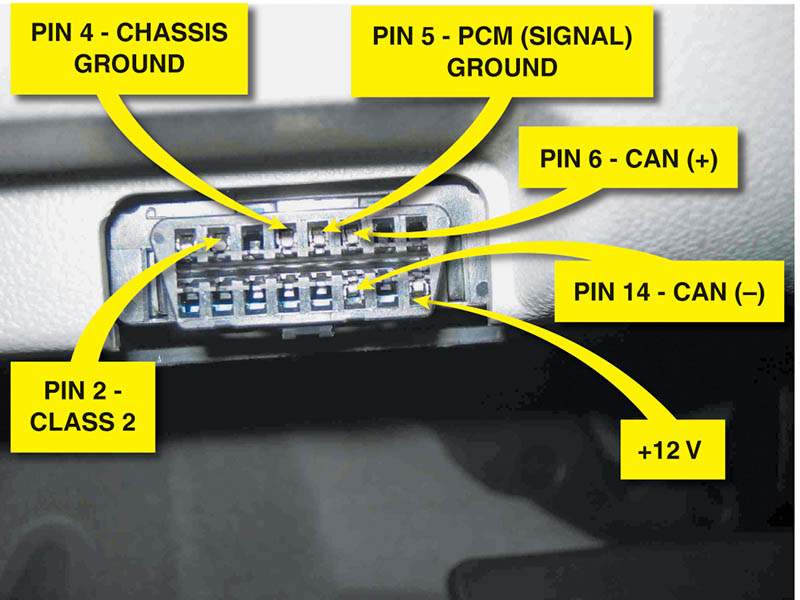 PIN 4 - CHASSIS
GROUND
PIN 5 - PCM (SIGNAL)
GROUND
PIN 6 - CAN (+)
PIN 14 - CAN (–)
PIN 2 -
CLASS 2
+12 V